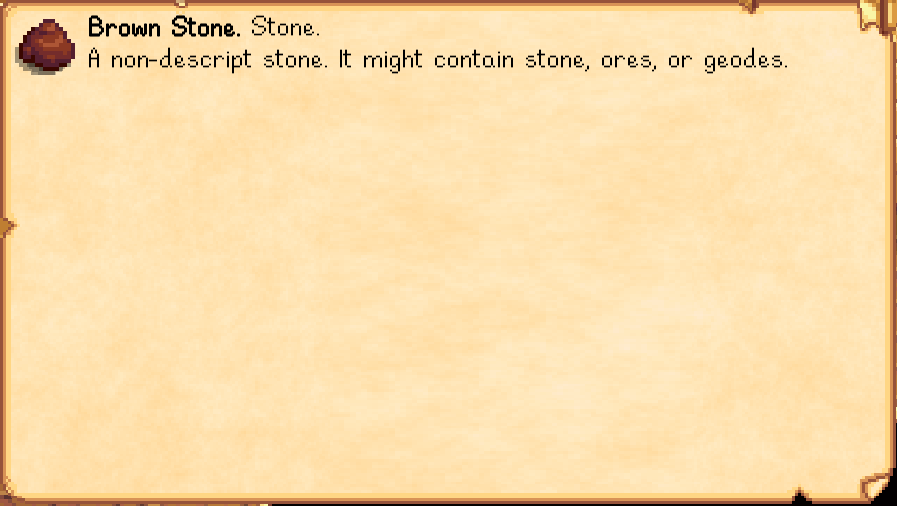 Brown Stone. Stone.
A non-descript stone. It might contain stone, ores, or geodes.